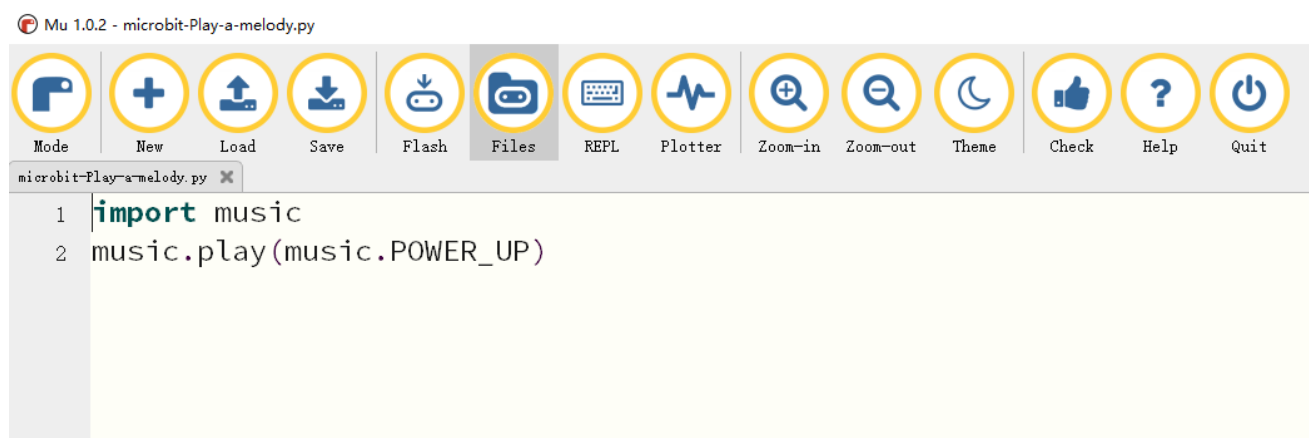 Mu 1.0.2 - microbit-Play-a-melody.py
Mode New Load Save Flash Files REPL Plotter Zoom-in Zoom-out Theme Check Help Quit
microbit-Play-a-melody.py
1 import music
2 music.play(music.POWER_UP)